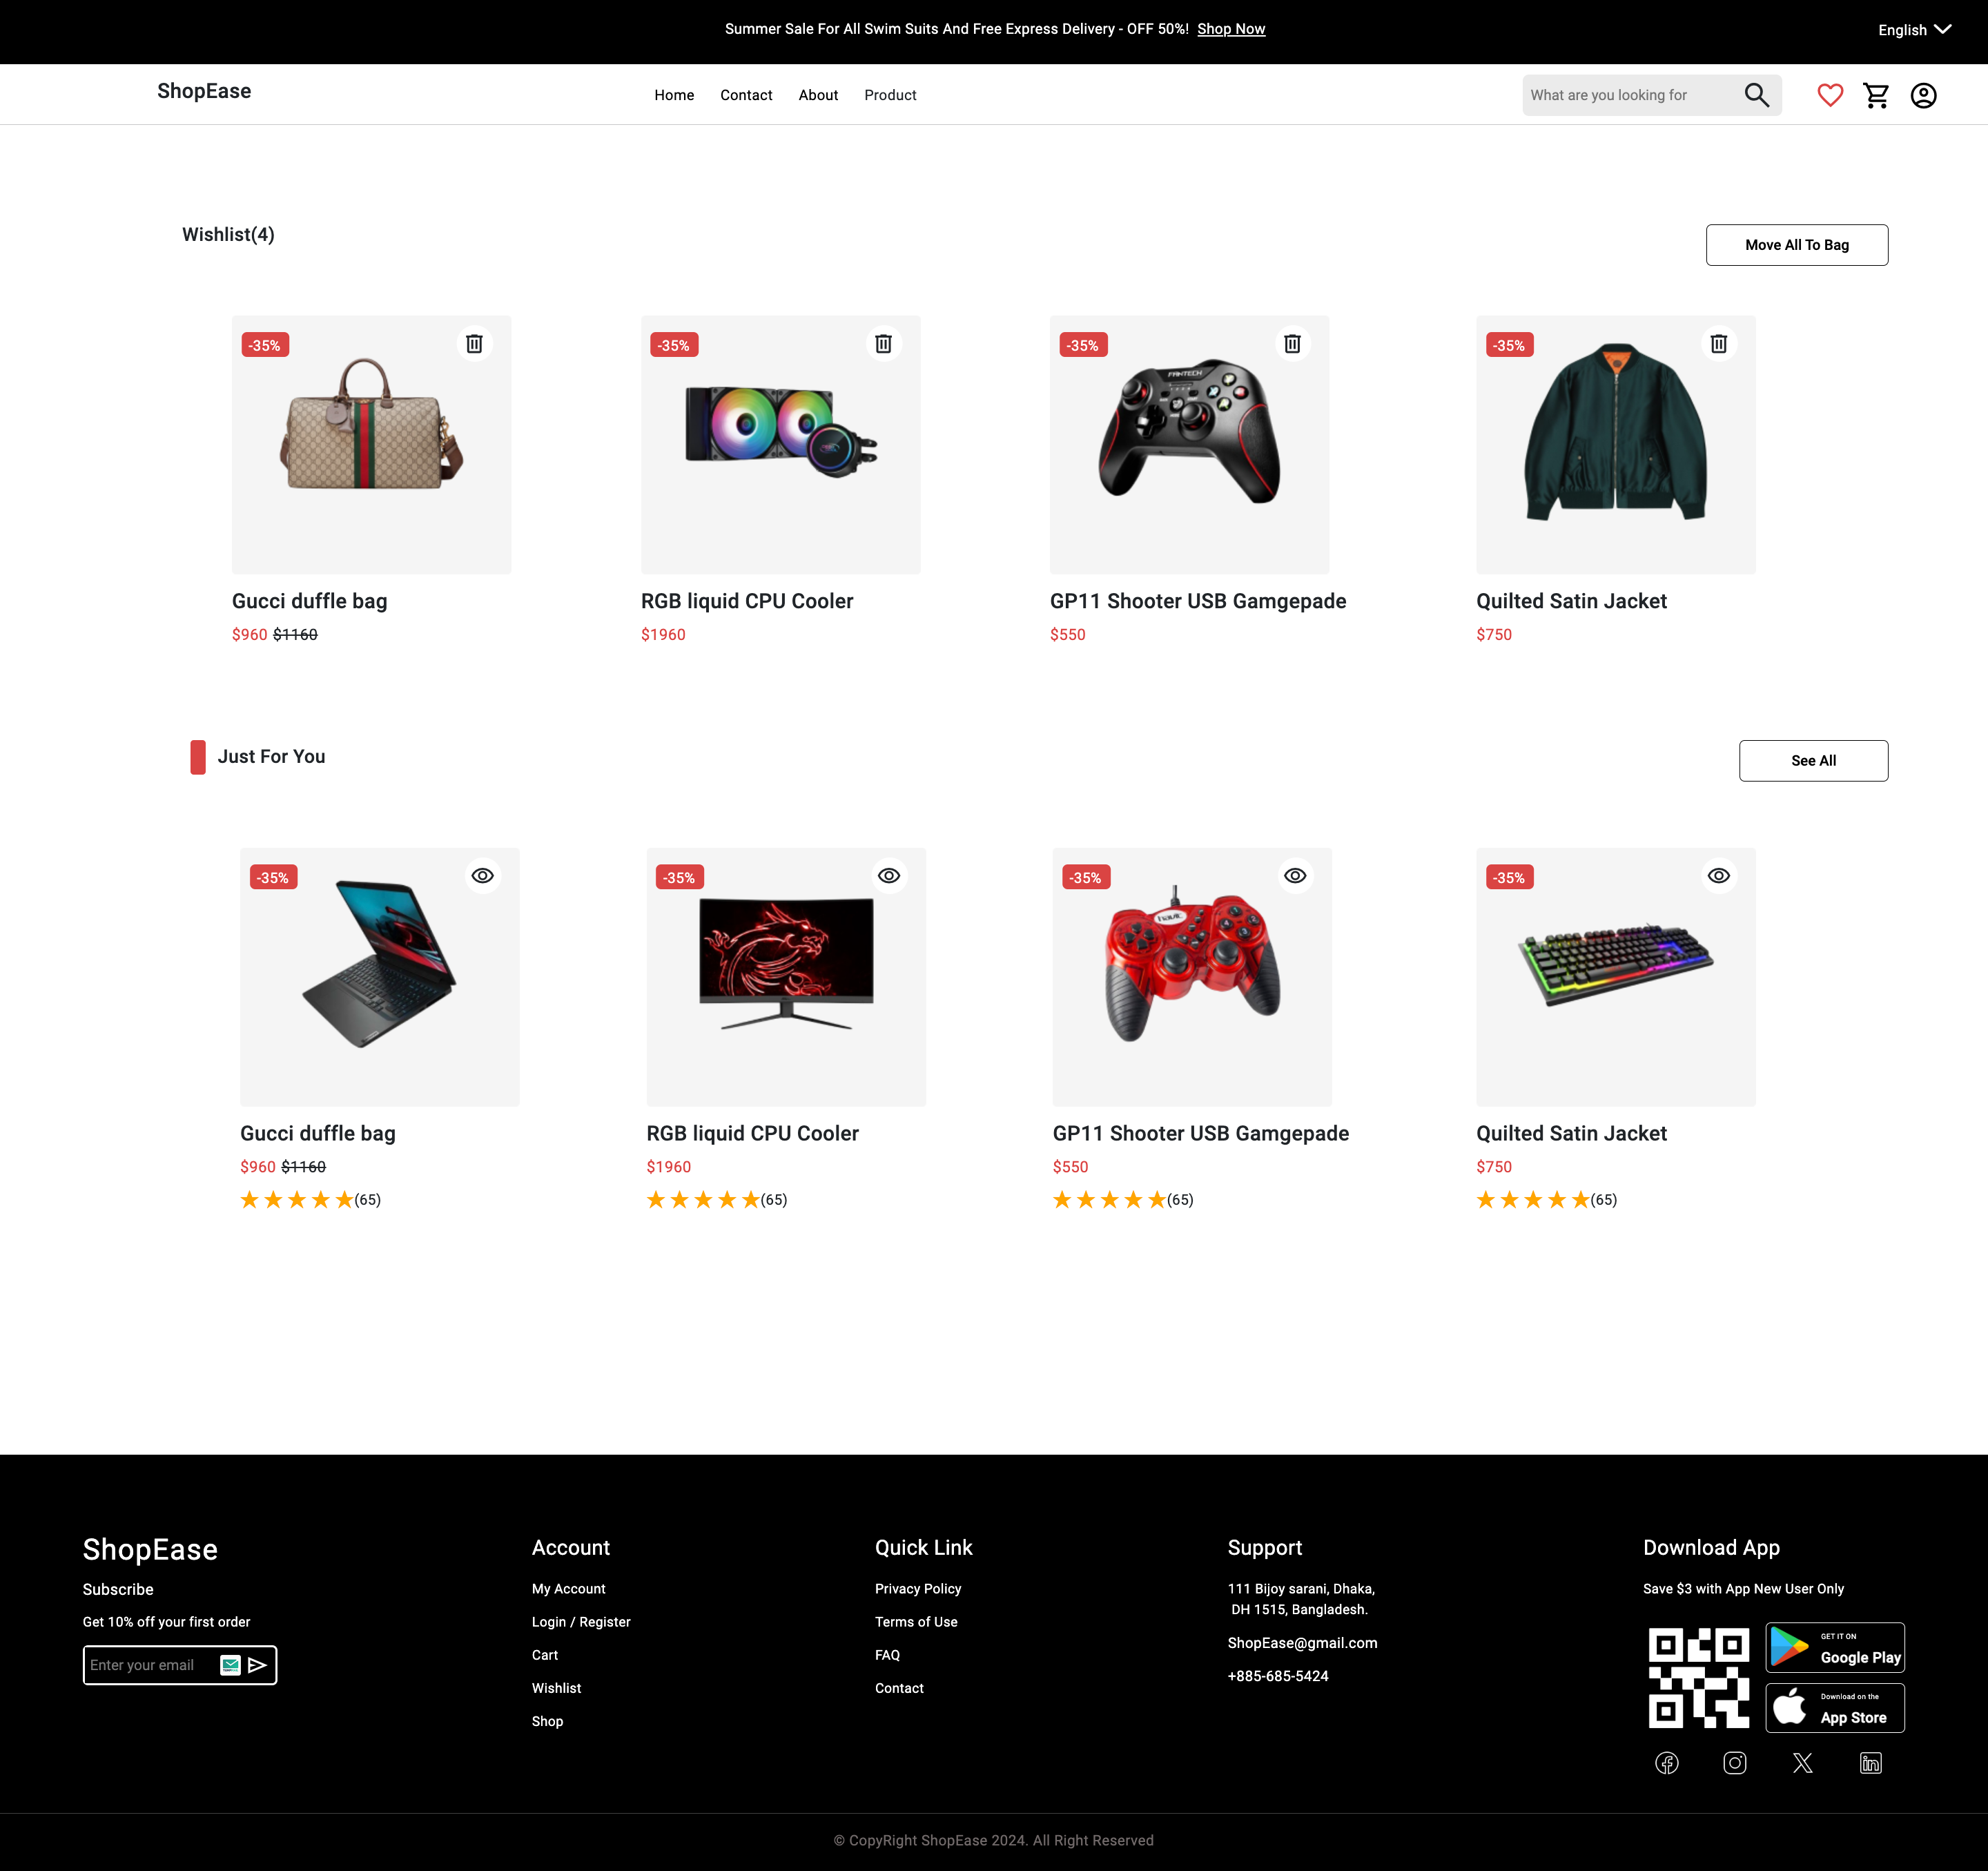 Summer Sale For All Swim Suits And Free Express Delivery - OFF 50%! Shop Now
English
ShopEase
Home Contact About Product
What are you looking for
Wishlist(4)
Move All To Bag
-35%
-35%
FANTECH
-35%
-35%
Gucci duffle bag
$960 $1160
RGB liquid CPU Cooler
$1960
GP11 Shooter USB Gamgepade
$550
Quilted Satin Jacket
$750
Just For You
See All
-35%
-35%
-35%
havit
-35%
Gucci duffle bag
$960 $1160
(65)
RGB liquid CPU Cooler
$1960
(65)
GP11 Shooter USB Gamgepade
$550
(65)
Quilted Satin Jacket
$750
(65)
ShopEase
Subscribe
Get 10% off your first order
Enter your email
Account
My Account
Login / Register
Cart
Wishlist
Shop
Quick Link
Privacy Policy
Terms of Use
FAQ
Contact
Support
111 Bijoy sarani, Dhaka,
DH 1515, Bangladesh.
ShopEase@gmail.com
+885-685-5424
Download App
Save $3 with App New User Only
GET IT ON
Google Play
Download on the
App Store
© CopyRight ShopEase 2024. All Right Reserved